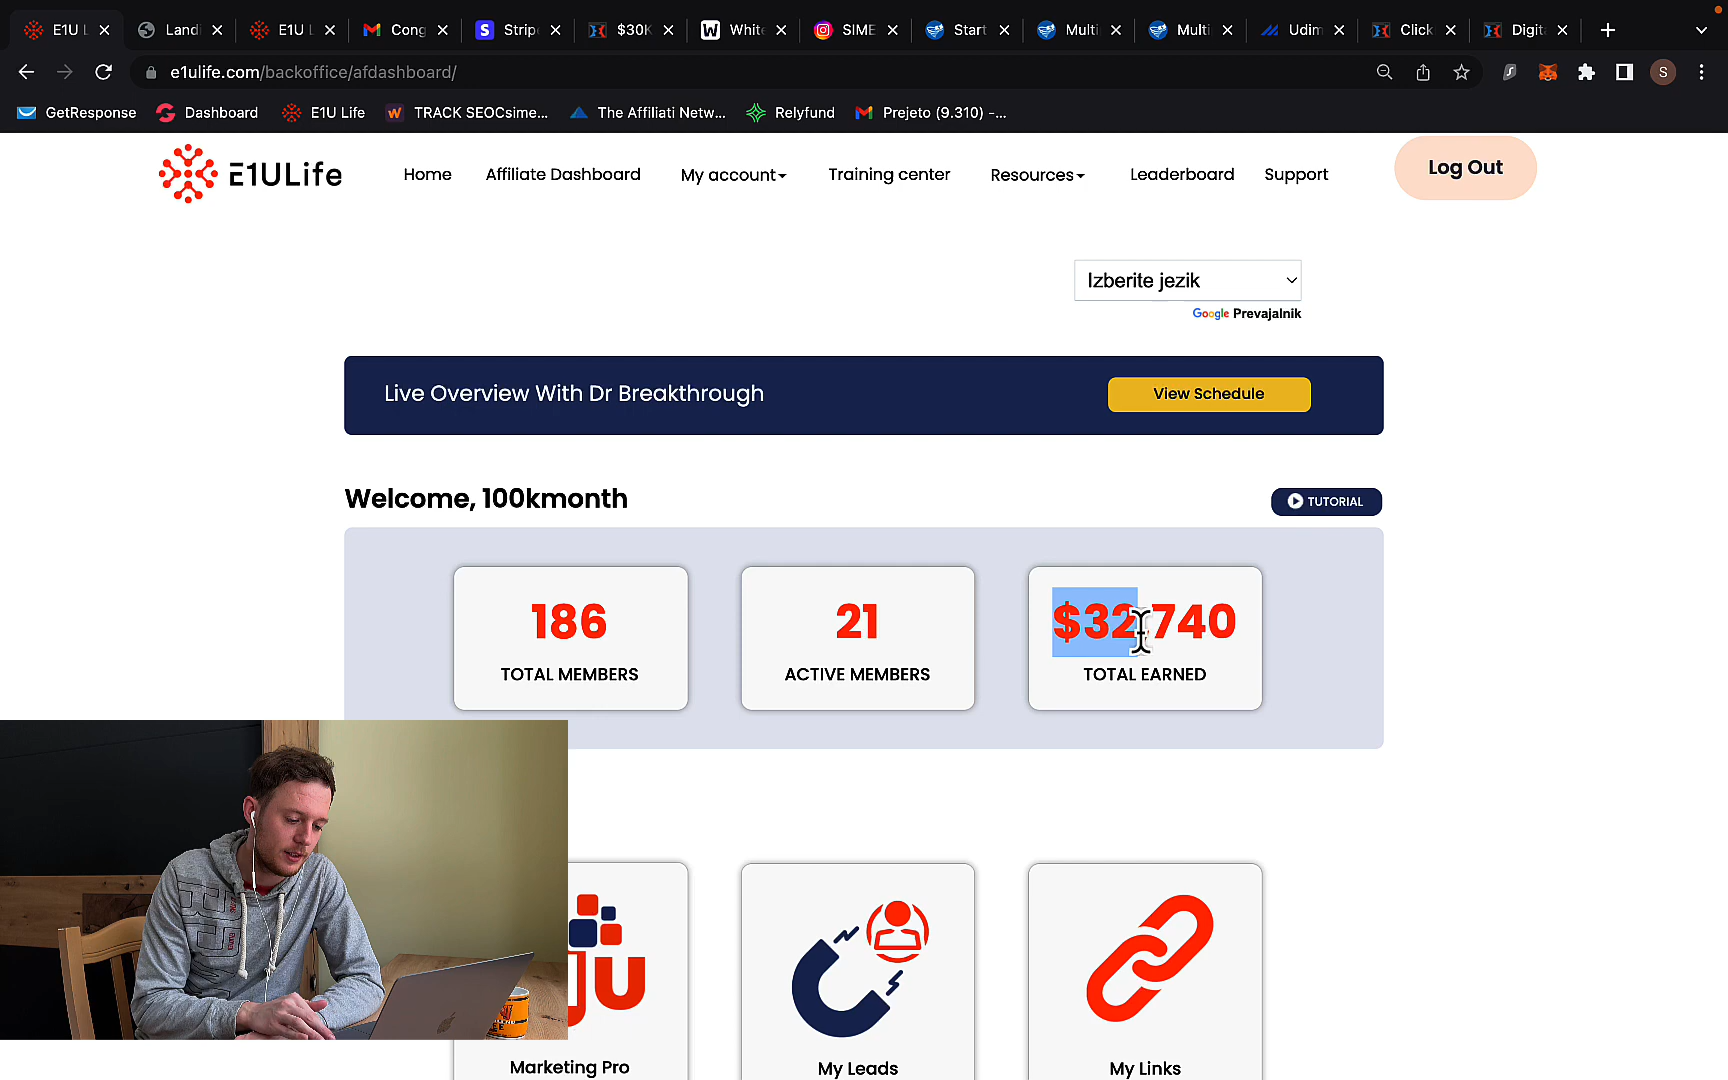 E1U L
Landi
E1U L
Cong
Strip
$30K
White
SIME
Start
Multi
Multi
Udim
Click
Digit
e1ulife.com/backoffice/afdashboard/
S
GetResponse
Dashboard
E1U Life
TRACK SEOCsime...
The Affiliati Netw...
Relyfund
Prejeto (9.310) -...
E1ULife
Home
Affiliate Dashboard
My account
Training center
Resources
Leaderboard
Support
Log Out
Izberite jezik
Google Prevajalnik
Live Overview With Dr Breakthrough
View Schedule
Welcome, 100kmonth
TUTORIAL
186
TOTAL MEMBERS
21
ACTIVE MEMBERS
$32,740
TOTAL EARNED
Marketing Pro
My Leads
My Links